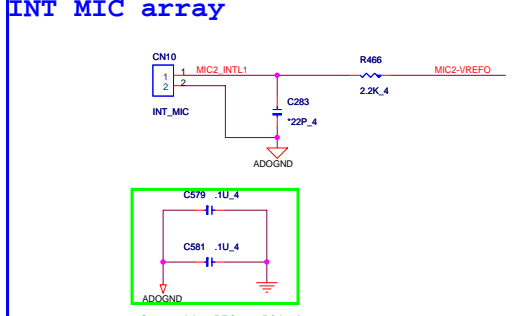 INT MIC array
CN10
1
2
1
2
INT_MIC
MIC2_INTL1
R466
2.2K_4
MIC2-VREFO
C283
*22P_4
ADOGND
C579 .1U_4
C581 .1U_4
ADOGND